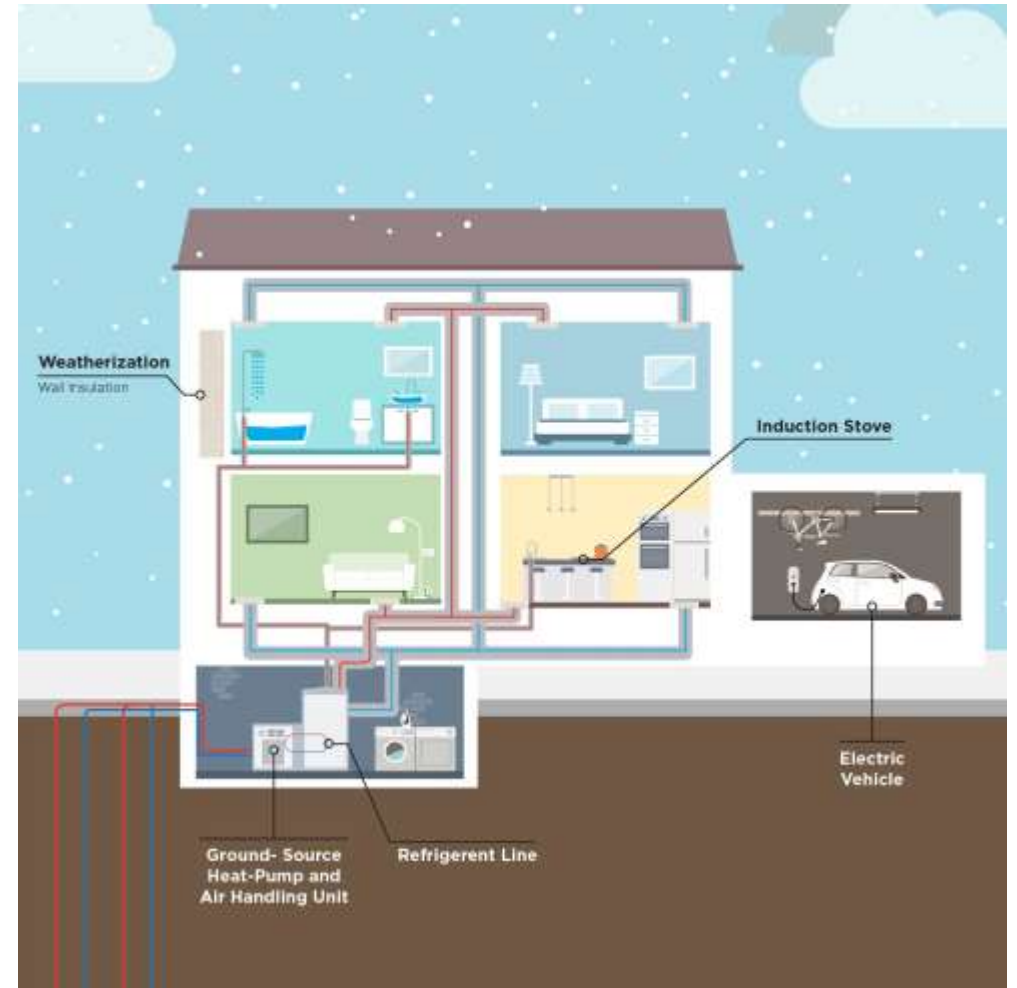 Weatherization
Wall Insulation
Induction Stove
Electric
Vehicle
Ground- Source
Heat-Pump and
Air Handling Unit
Refrigerent Line